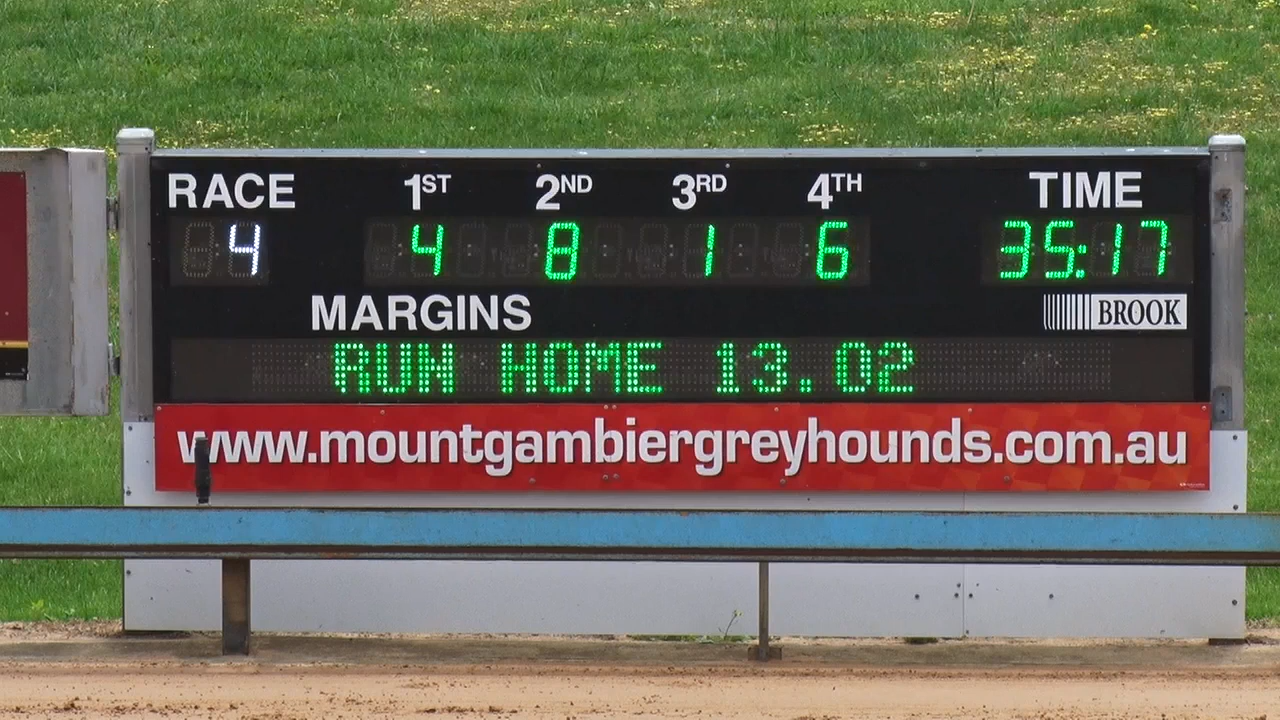 RACE 1ST 2ND 3RD 4TH TIME
4 4 8 1 6 35:17
MARGINS BROOK
RUN HOME 13.02
www.mountgambiergreyhounds.com.au